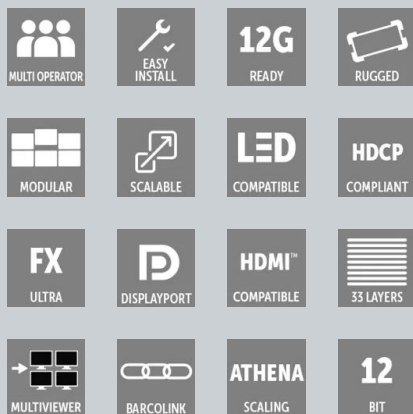 MULTI OPERATOR
EASY
INSTALL
12G
READY
RUGGED
MODULAR
SCALABLE
LED
COMPATIBLE
HDCP
COMPLIANT
FX
ULTRA
DISPLAYPORT
HDMI™
COMPATIBLE
33 LAYERS
MULTIVIEWER
BARCOLINK
ATHENA
SCALING
12
BIT